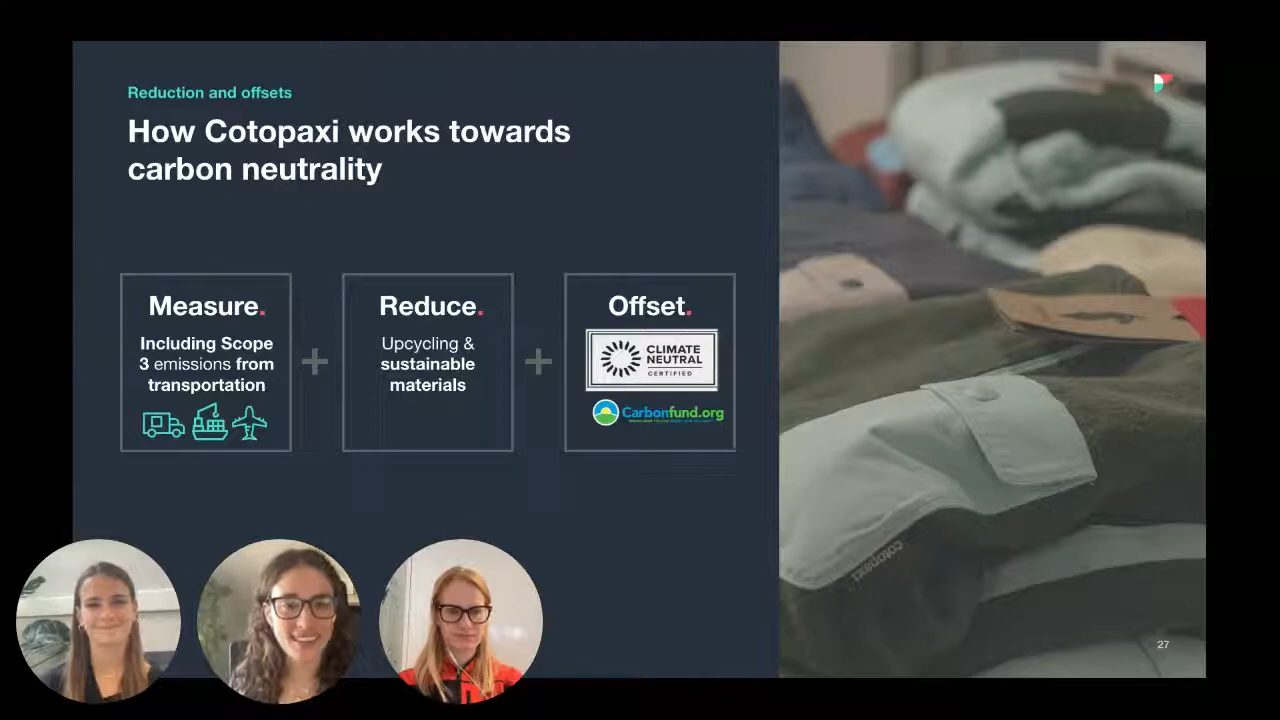 Reduction and offsets
How Cotopaxi works towards
carbon neutrality
Measure.
Including Scope
3 emissions from
transportation
+
Reduce.
Upcycling &
sustainable
materials
+
Offset.
CLIMATE
NEUTRAL
CERTIFIED
Carbonfund.org
cotopaxi
27